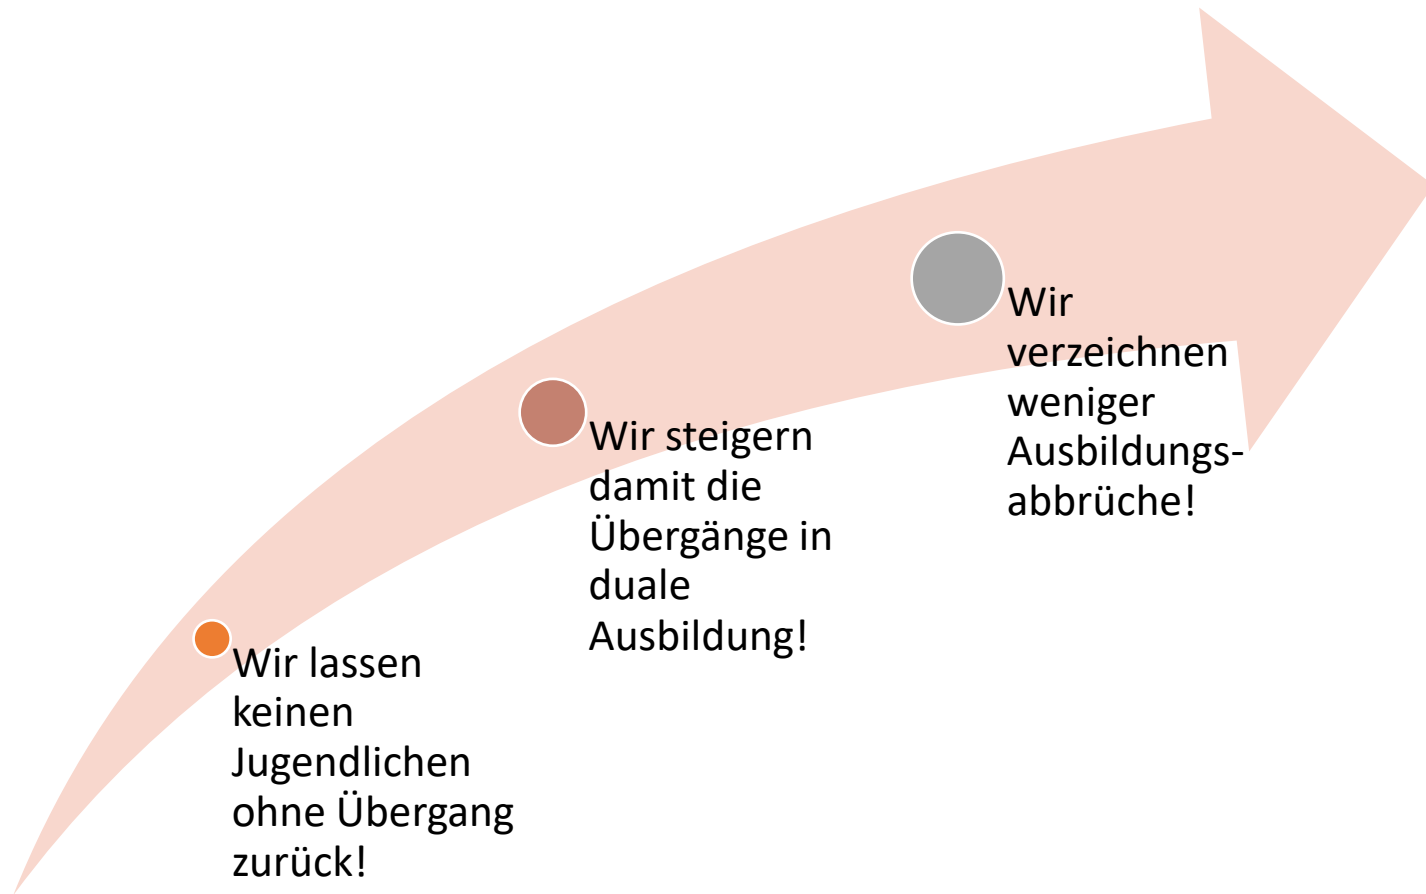 Wir lassen
keinen
Jugendlichen
ohne Übergang
zurück!
Wir steigern
damit die
Übergänge in
duale
Ausbildung!
Wir
verzeichnen
weniger
Ausbildungs-
abbrüche!